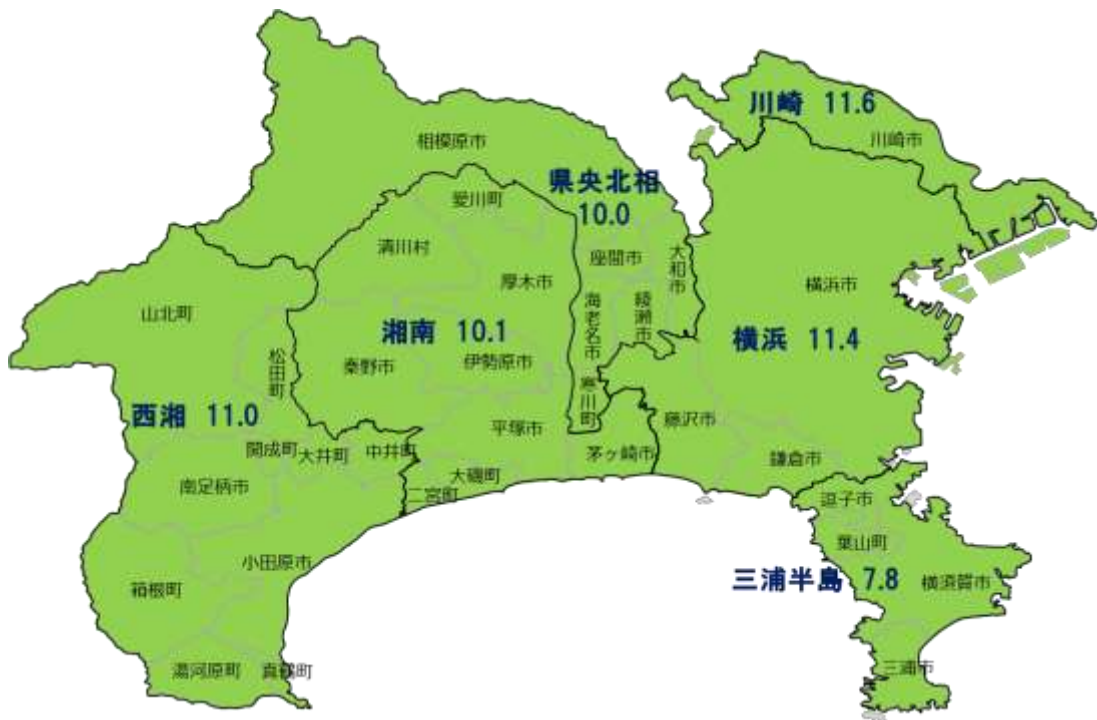 川崎 11.6
川崎市
相模原市
県央北相
10.0
愛川町
清川村
座間市
大和市
厚木市
横浜市
山北町
海老名市
綾瀬市
湘南 10.1
横浜 11.4
松田町
秦野市
伊勢原市
寒川町
西湘 11.0
藤沢市
平塚市
開成町
大井町
中井町
茅ヶ崎市
鎌倉市
南足柄市
大磯町
二宮町
逗子市
葉山町
小田原市
三浦半島 7.8
横須賀市
箱根町
湯河原町
真鶴町
三浦市